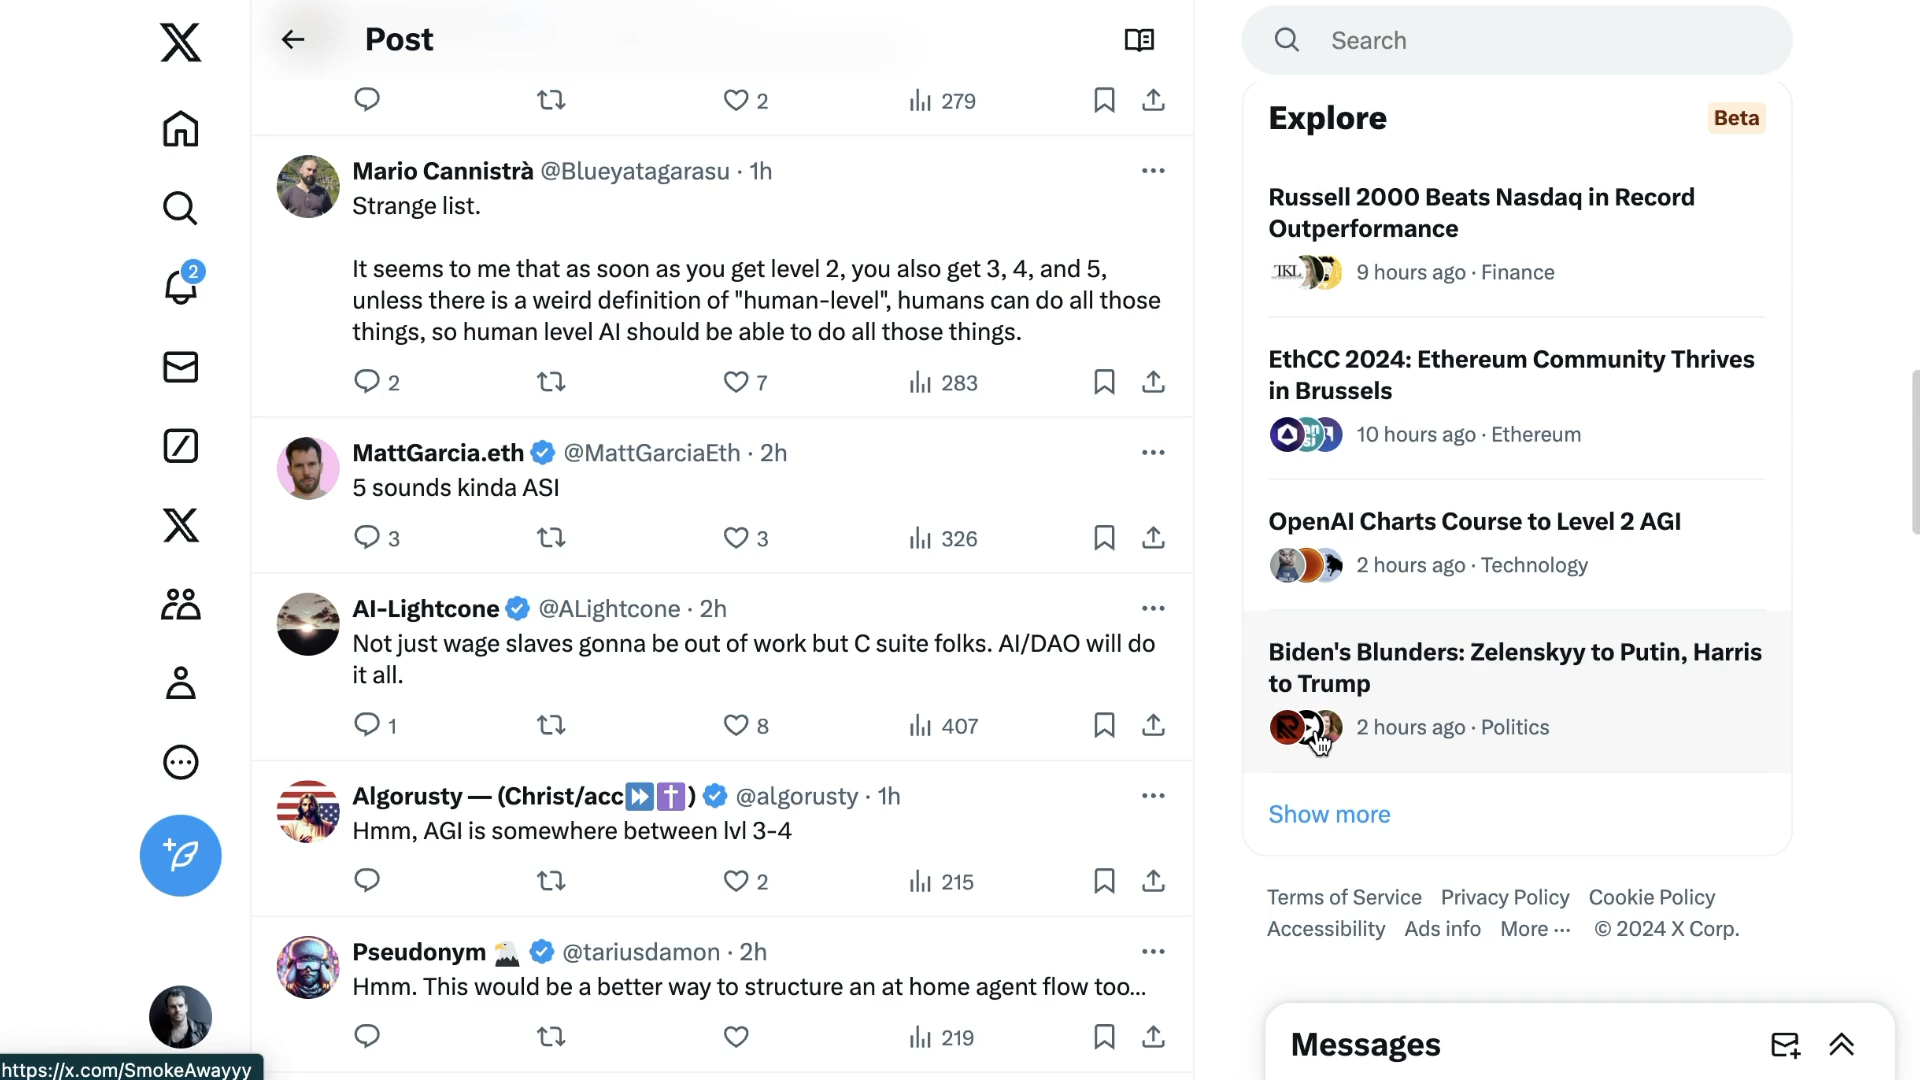 Post
2
279
Mario Cannistrà @Blueyatagarasu · 1h
Strange list.
It seems to me that as soon as you get level 2, you also get 3, 4, and 5,
unless there is a weird definition of "human-level", humans can do all those
things, so human level AI should be able to do all those things.
2
7
283
MattGarcia.eth @MattGarciaEth · 2h
5 sounds kinda ASI
3
3
326
AI-Lightcone @ALightcone · 2h
Not just wage slaves gonna be out of work but C suite folks. AI/DAO will do
it all.
1
8
407
Algorusty — (Christ/acc⏩✝️) @algorusty · 1h
Hmm, AGI is somewhere between lvl 3-4
2
215
Pseudonym 🦅 @tariusdamon · 2h
Hmm. This would be a better way to structure an at home agent flow too...
219
2
https://x.com/SmokeAwayyy
Search
Explore
Beta
Russell 2000 Beats Nasdaq in Record
Outperformance
TKL
9 hours ago · Finance
EthCC 2024: Ethereum Community Thrives
in Brussels
10 hours ago · Ethereum
OpenAI Charts Course to Level 2 AGI
2 hours ago · Technology
Biden's Blunders: Zelenskyy to Putin, Harris
to Trump
2 hours ago · Politics
Show more
Terms of Service Privacy Policy Cookie Policy
Accessibility Ads info More ··· © 2024 X Corp.
Messages